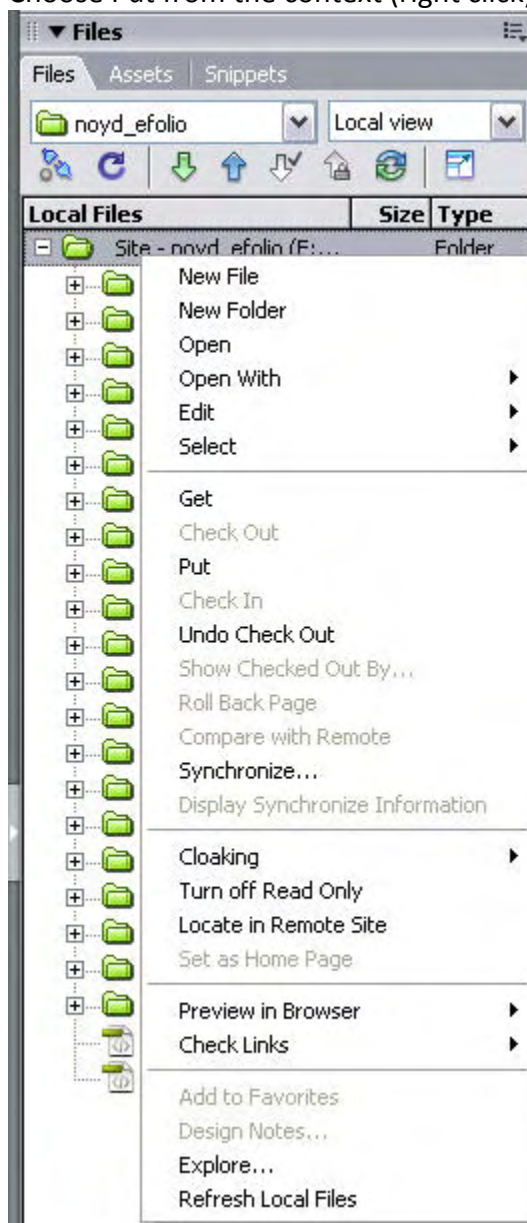 Choose Put from the context (right click)
Files
Files Assets Snippets
noyd_efolio Local view
Local Files Size Type
Site - noyd_efolio (F:... Folder
New File
New Folder
Open
Open With
Edit
Select
Get
Check Out
Put
Check In
Undo Check Out
Show Checked Out By...
Roll Back Page
Compare with Remote
Synchronize...
Display Synchronize Information
Cloaking
Turn off Read Only
Locate in Remote Site
Set as Home Page
Preview in Browser
Check Links
Add to Favorites
Design Notes...
Explore...
Refresh Local Files